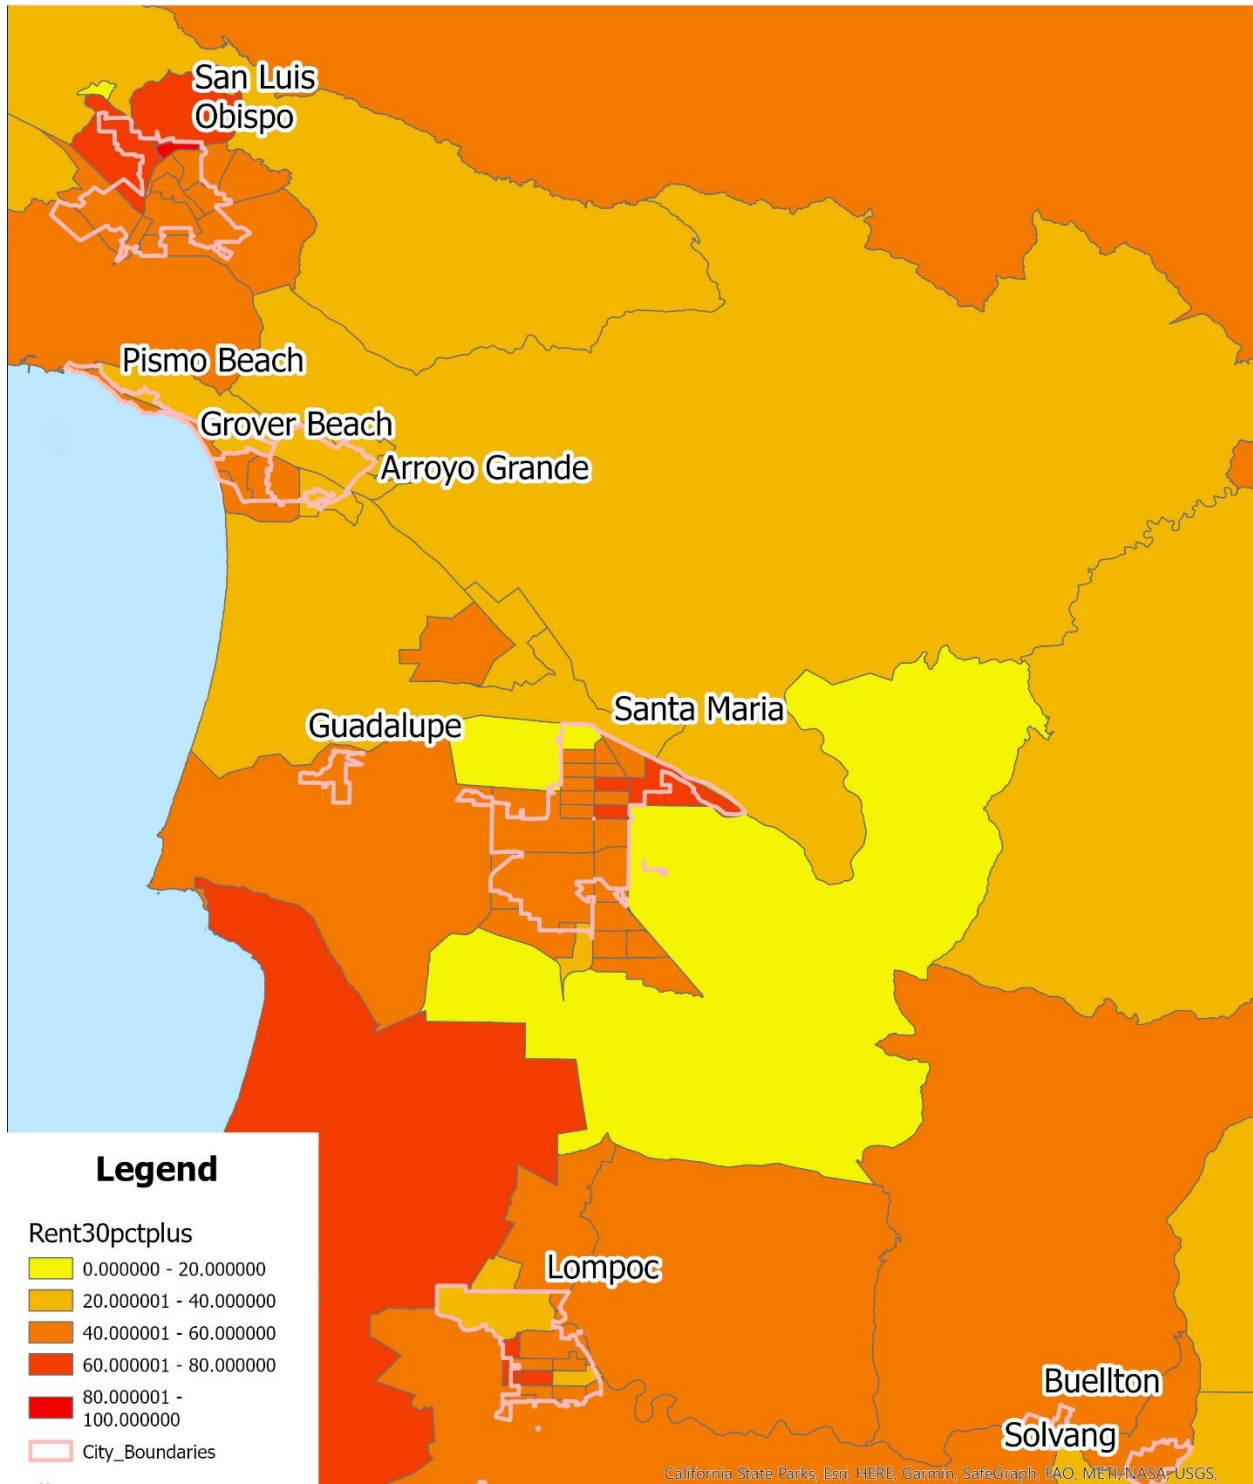 San Luis
Obispo
Pismo Beach
Grover Beach
Arroyo Grande
Santa Maria
Guadalupe
Lompoc
Buellton
Solvang
Legend
Rent30pctplus
0.000000 - 20.000000
20.000001 - 40.000000
40.000001 - 60.000000
60.000001 - 80.000000
80.000001 -
100.000000
City_Boundaries
California State Parks, Esri, HERE, Garmin, SafeGraph, FAO, METI/NASA, USGS,